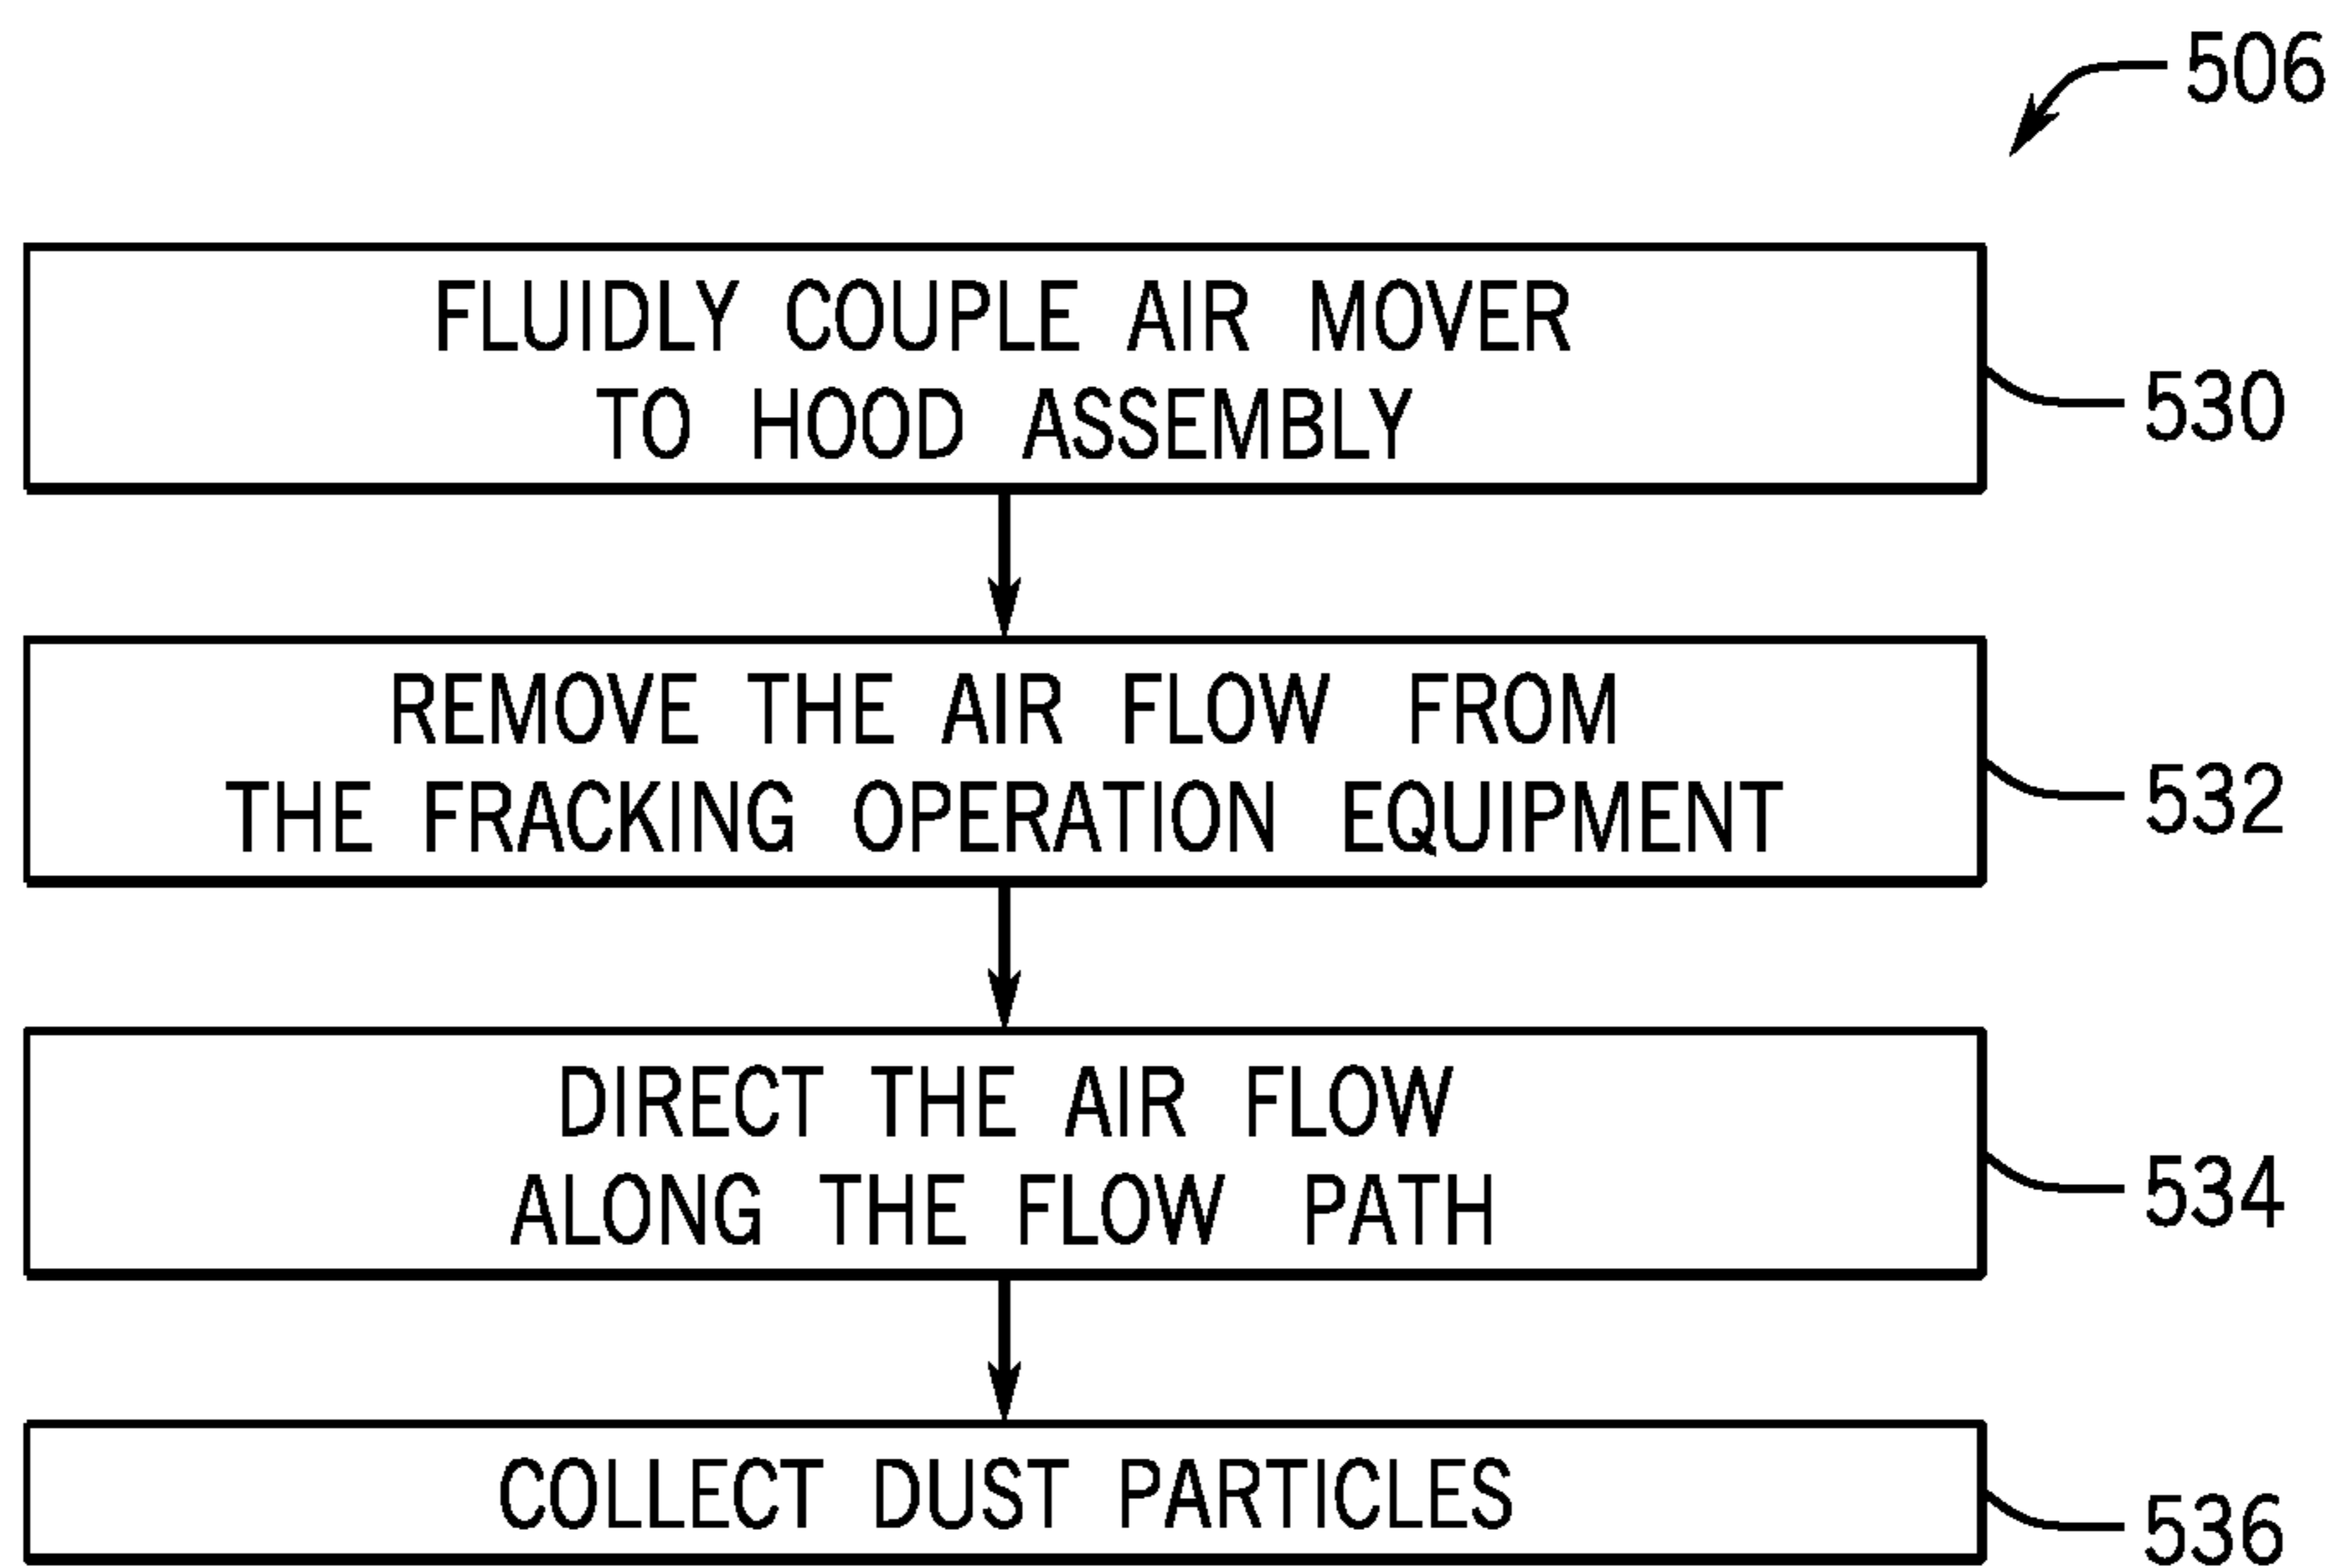 506
FLUIDLY COUPLE AIR MOVER
TO HOOD ASSEMBLY
530
REMOVE THE AIR FLOW FROM
THE FRACKING OPERATION EQUIPMENT
532
DIRECT THE AIR FLOW
ALONG THE FLOW PATH
534
COLLECT DUST PARTICLES
536